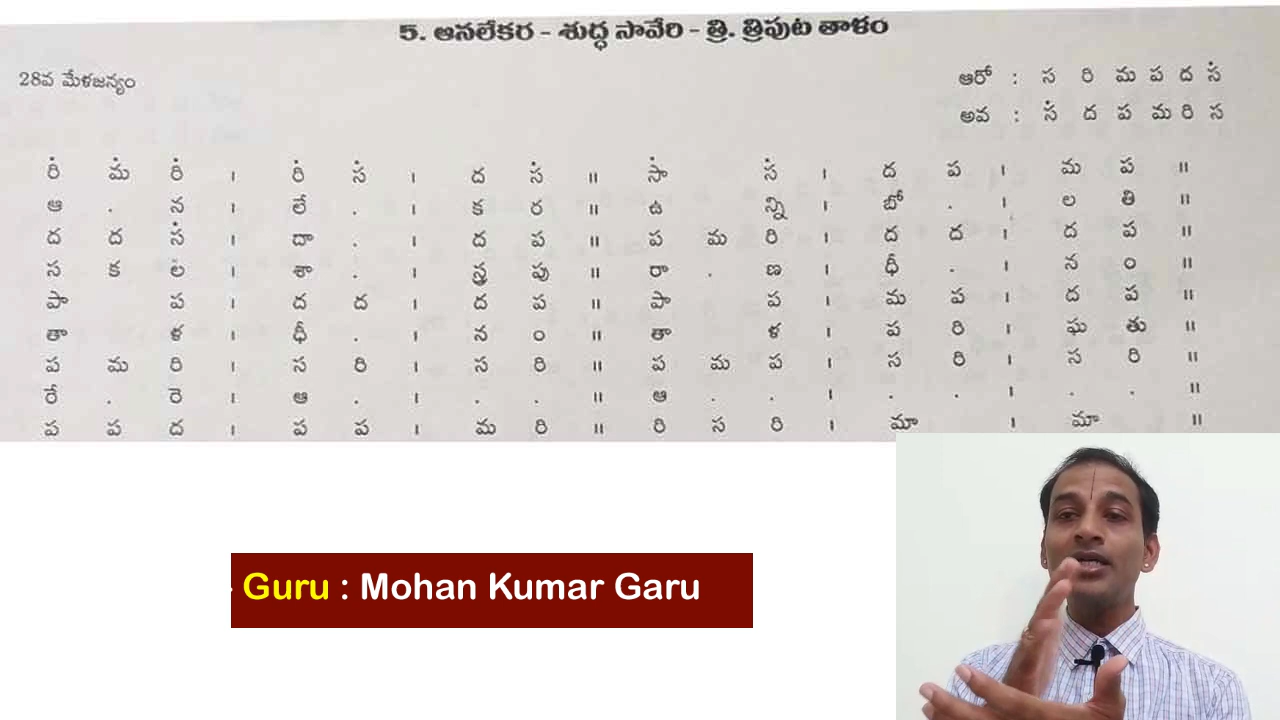 5. ఆనలేకర - శుద్ధ సావేరి - త్రి. త్రిపుట తాళం
28వ మేళజన్యం
ఆరో : స రి మ ప ద స̇
అవ : స̇ ద ప మ రి స
రి̇ మ̇ రి̇ । రి̇ స̇ । ద స̇ ॥ సా̇ స̇ । ద ప । మ ప ॥
ఆ . న । లే . । క ర ॥ ఉ న్ని । బో . । ల తి ॥
ద ద స̇ । దా . । ద ప ॥ ప మ రి । ద ద । ద ప ॥
స క ల । శా . । స్త్ర పు ॥ రా . ణ । ధీ . । న ం ॥
పా ప । ద ద । ద ప ॥ పా ప । మ ప । ద ప ॥
తా ళ । ధీ . । న ం ॥ తా ళ । ప రి । ఘ తు ॥
ప మ రి । స రి । స రి ॥ ప మ ప । స రి । స రి ॥
రే . రె । ఆ . । . . ॥ ఆ . . । . . । . . ॥
ప ప ద । ప ప । మ రి ॥ రి స రి । మా । మా ॥
- Guru : Mohan Kumar Garu